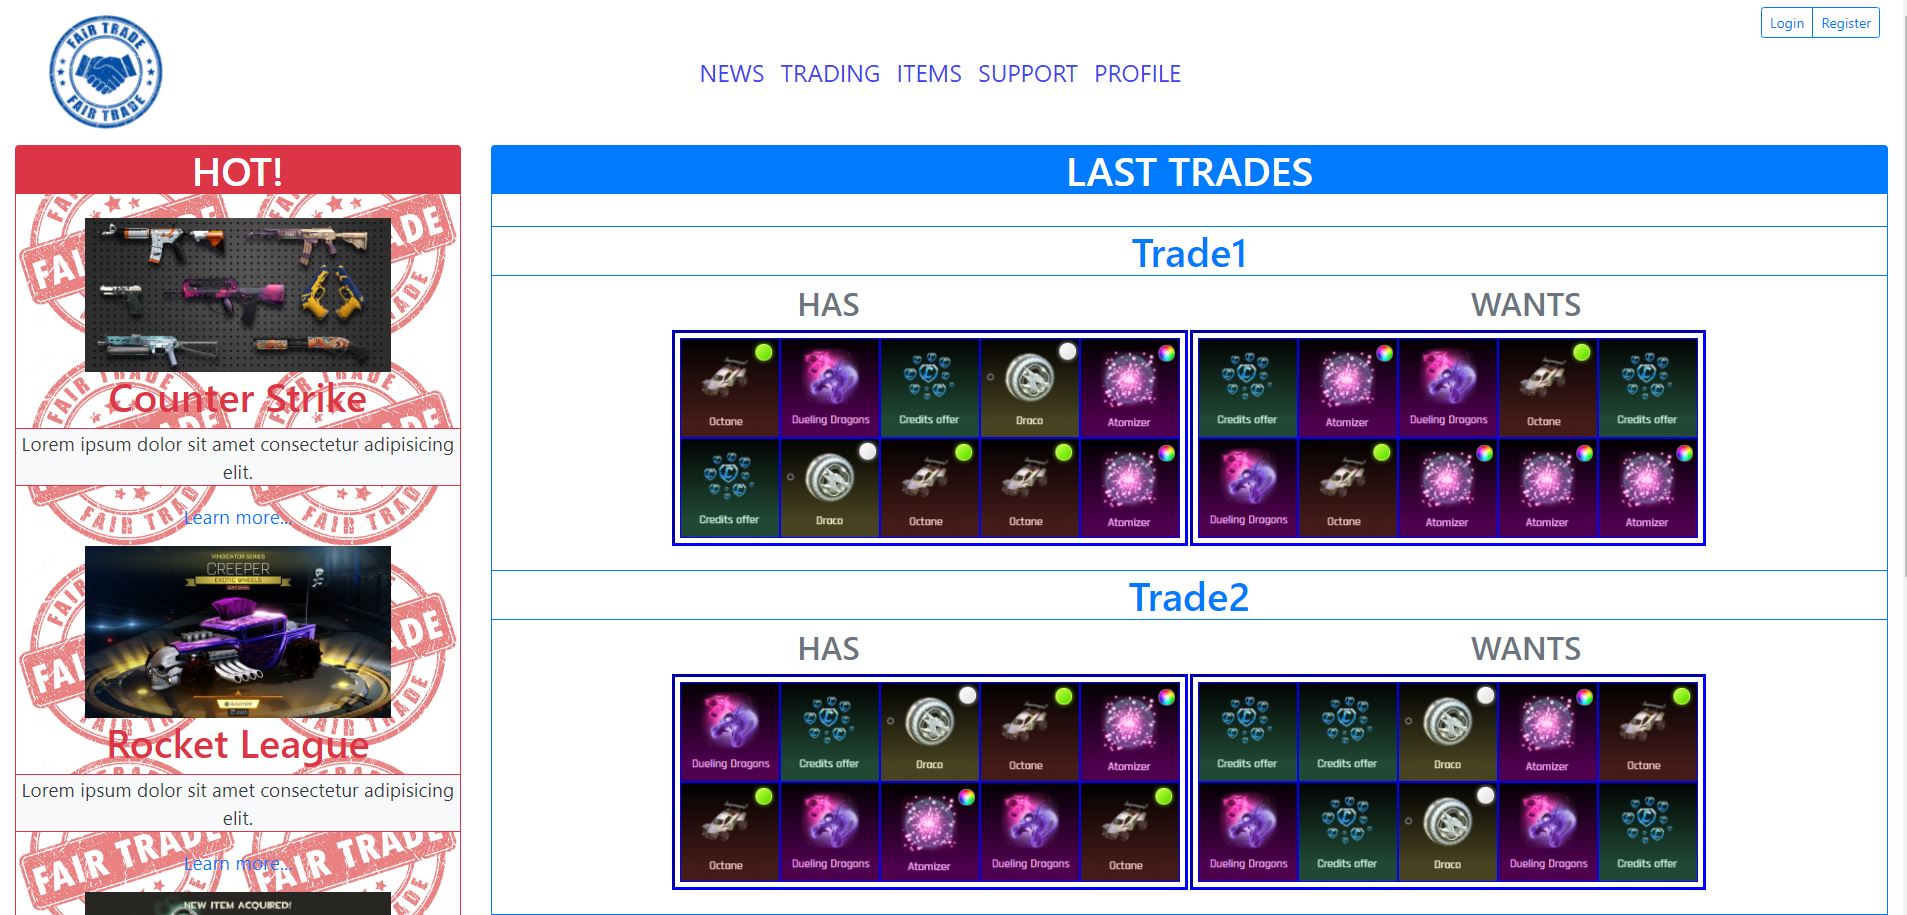 FAIR TRADE
FAIR TRADE
Login Register
NEWS TRADING ITEMS SUPPORT PROFILE
HOT!
Counter Strike
Lorem ipsum dolor sit amet consectetur adipisicing
elit.
Learn more...
VINDICATOR SERIES
CREEPER
EXOTIC WHEELS
Rocket League
Lorem ipsum dolor sit amet consectetur adipisicing
elit.
Learn more...
FAIR TRADE FAIR TRADE
NEW ITEM ACQUIRED!
LAST TRADES
Trade1
HAS WANTS
Octane Dueling Dragons Credits offer Draco Atomizer
Credits offer Draco Octane Octane Atomizer
Credits offer Atomizer Dueling Dragons Octane Credits offer
Dueling Dragons Octane Atomizer Atomizer Atomizer
Trade2
HAS WANTS
Dueling Dragons Credits offer Draco Octane Atomizer
Octane Dueling Dragons Atomizer Dueling Dragons Octane
Credits offer Credits offer Draco Atomizer Octane
Dueling Dragons Credits offer Draco Dueling Dragons Credits offer